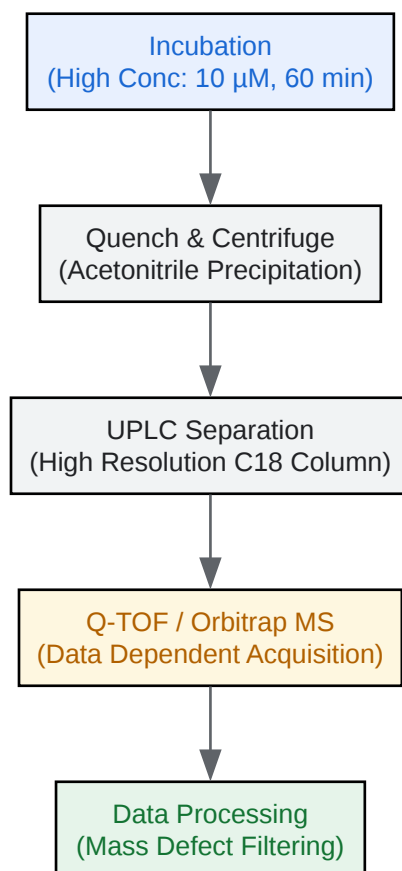 Incubation
(High Conc: 10 µM, 60 min)
Quench & Centrifuge
(Acetonitrile Precipitation)
UPLC Separation
(High Resolution C18 Column)
Q-TOF / Orbitrap MS
(Data Dependent Acquisition)
Data Processing
(Mass Defect Filtering)